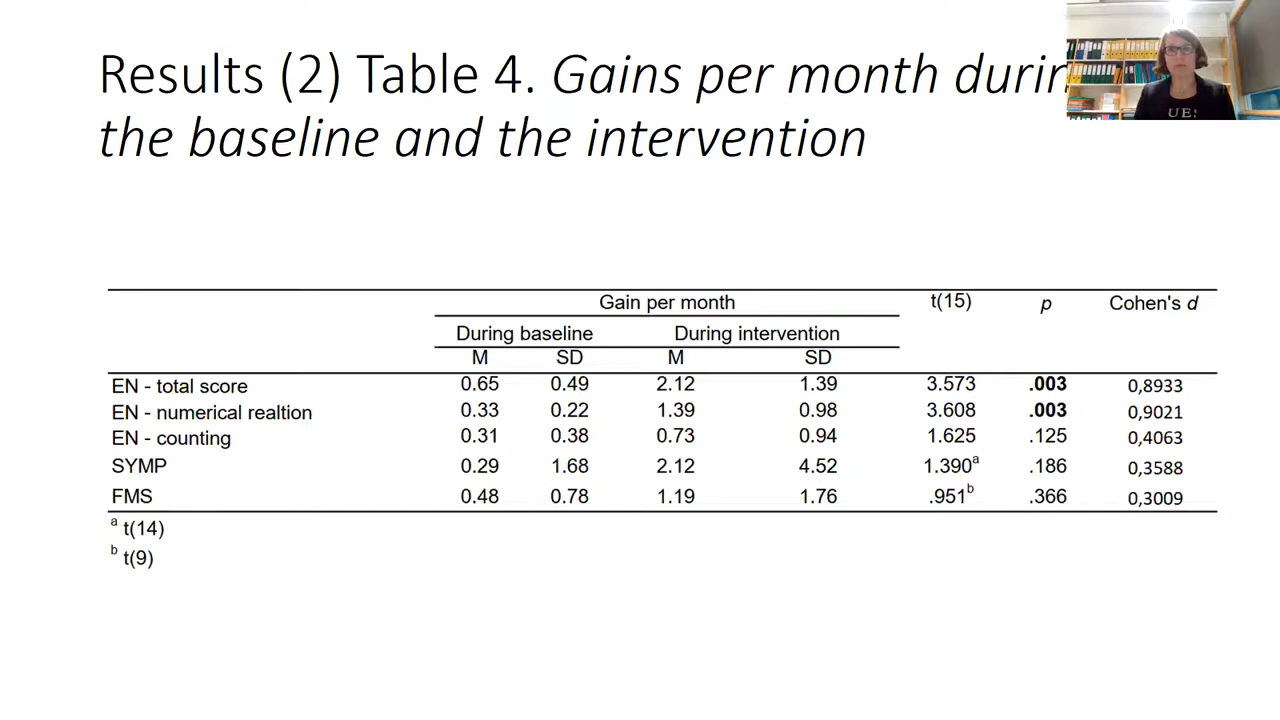 Results (2) Table 4. Gains per month durin
the baseline and the intervention
UE
Gain per month t(15) p Cohen's d
During baseline During intervention
M SD M SD
EN - total score 0.65 0.49 2.12 1.39 3.573 .003 0,8933
EN - numerical realtion 0.33 0.22 1.39 0.98 3.608 .003 0,9021
EN - counting 0.31 0.38 0.73 0.94 1.625 .125 0,4063
SYMP 0.29 1.68 2.12 4.52 1.390a .186 0,3588
FMS 0.48 0.78 1.19 1.76 .951b .366 0,3009
a t(14)
b t(9)